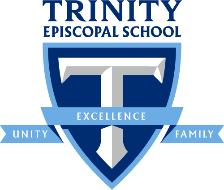 TRINITY
EPISCOPAL SCHOOL
T
EXCELLENCE
UNITY FAMILY